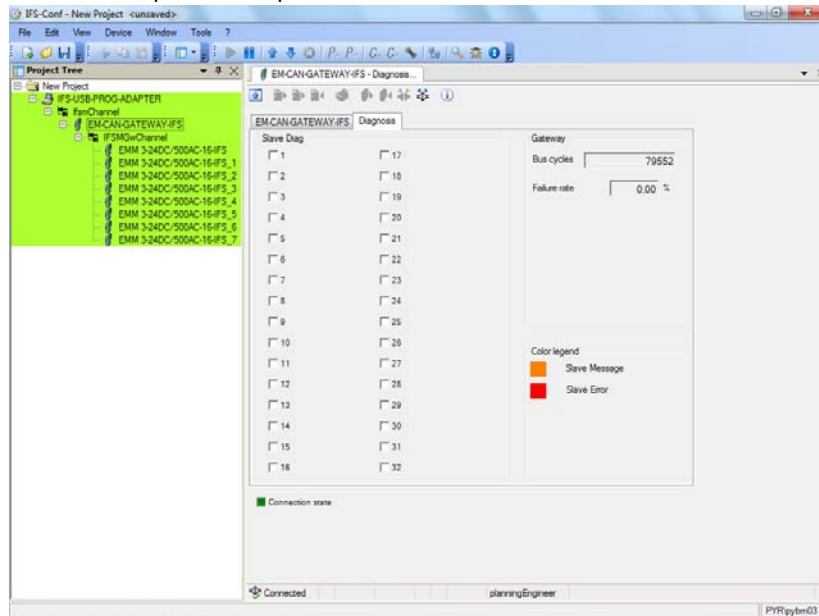 IFS-Conf - New Project <unsaved>
File Edit View Device Window Tools ?
Project Tree
EM-CAN-GATEWAY-IFS - Diagnosis...
New Project
IFS-USB-PROG-ADAPTER
IfsmChannel
EM-CAN-GATEWAY-IFS
IFSMGwChannel
EMM 3-24DC/500AC-16-IFS
EMM 3-24DC/500AC-16-IFS_1
EMM 3-24DC/500AC-16-IFS_2
EMM 3-24DC/500AC-16-IFS_3
EMM 3-24DC/500AC-16-IFS_4
EMM 3-24DC/500AC-16-IFS_5
EMM 3-24DC/500AC-16-IFS_6
EMM 3-24DC/500AC-16-IFS_7
EM-CAN-GATEWAY-IFS Diagnosis
Slave Diag
1 17
2 18
3 19
4 20
5 21
6 22
7 23
8 24
9 25
10 26
11 27
12 28
13 29
14 30
15 31
16 32
Gateway
Bus cycles 79552
Failure rate 0.00 %
Color legend
Slave Message
Slave Error
Connection state
Connected planningEngineer
PYR\pybm03